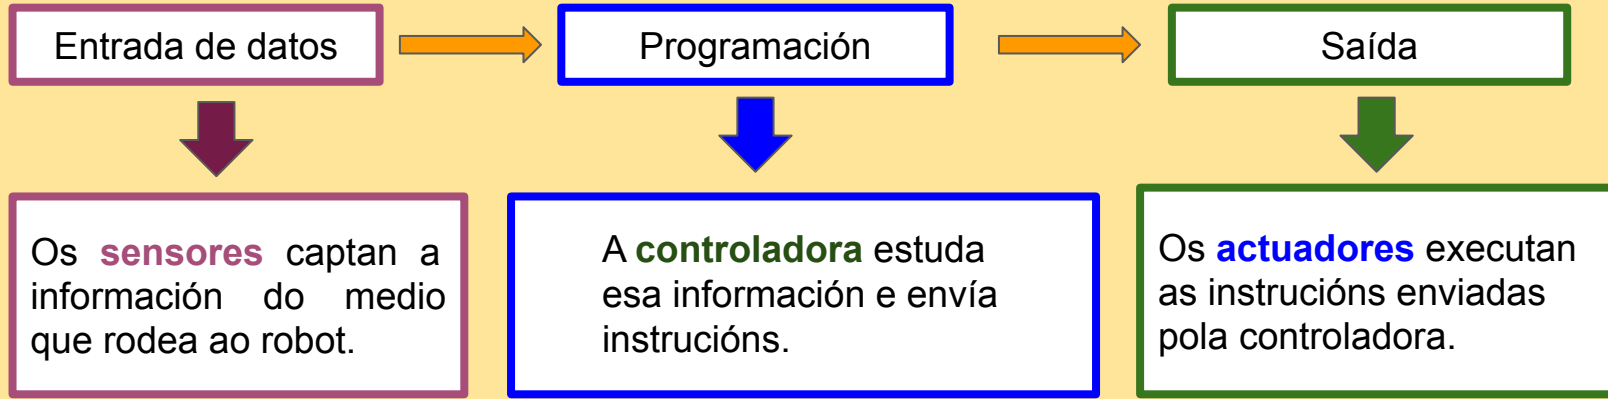 Entrada de datos
Programación
Saída
Os sensores captan a
información do medio
que rodea ao robot.
A controladora estuda
esa información e envía
instrucións.
Os actuadores executan
as instrucións enviadas
pola controladora.